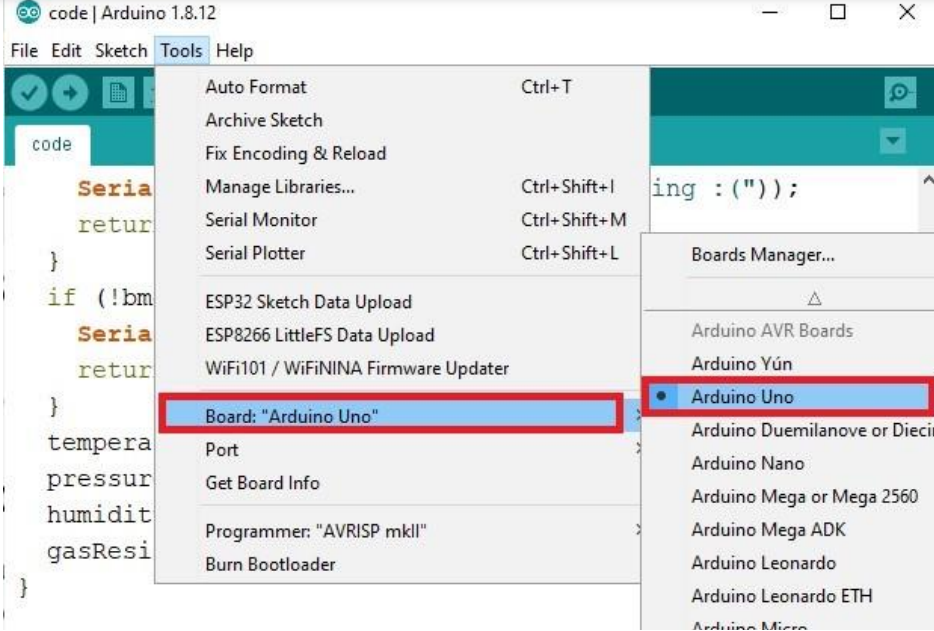 code | Arduino 1.8.12
File Edit Sketch Tools Help
code
Auto Format Ctrl+T
Archive Sketch
Fix Encoding & Reload
Manage Libraries... Ctrl+Shift+I
Serial Monitor Ctrl+Shift+M
Serial Plotter Ctrl+Shift+L
ESP32 Sketch Data Upload
ESP8266 LittleFS Data Upload
WiFi101 / WiFiNINA Firmware Updater
Board: "Arduino Uno"
Port
Get Board Info
Programmer: "AVRISP mkII"
Burn Bootloader
Boards Manager...
Arduino AVR Boards
Arduino Yún
Arduino Uno
Arduino Duemilanove or Dieci
Arduino Nano
Arduino Mega or Mega 2560
Arduino Mega ADK
Arduino Leonardo
Arduino Leonardo ETH
Arduino Micro
Seria ing :("));
retur
}
if (!bm
Seria
retur
}
tempera
pressur
humidit
gasResi
}